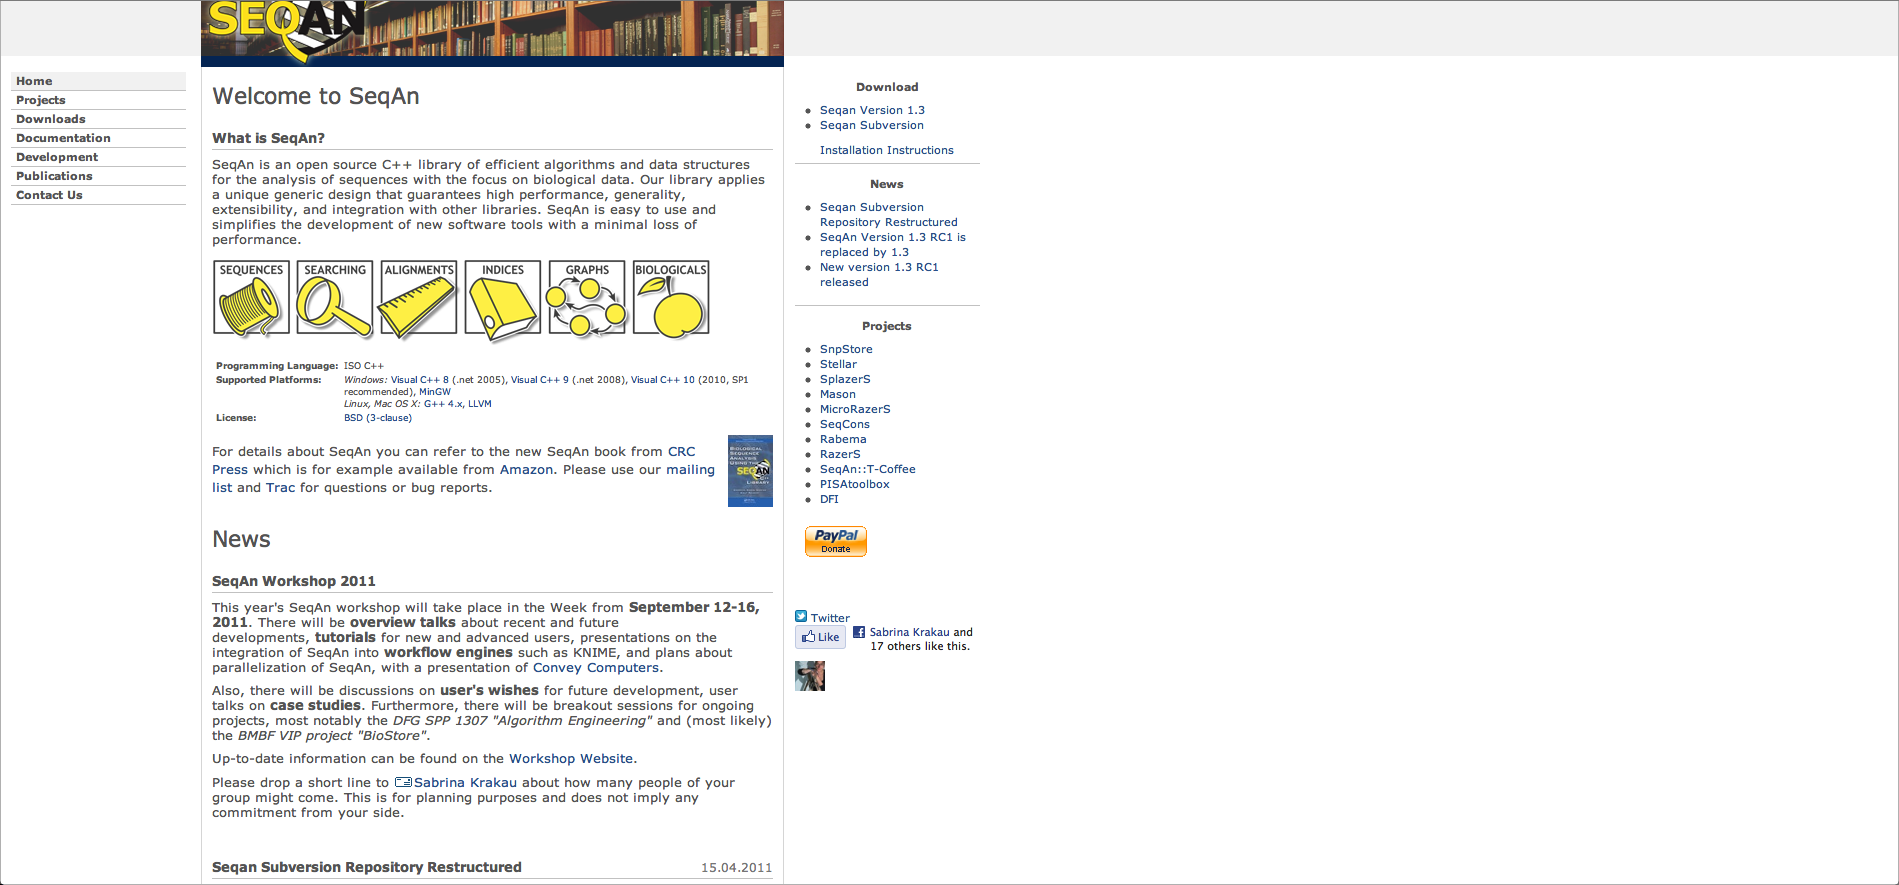 SEQAN
Home
Projects
Downloads
Documentation
Development
Publications
Contact Us
Welcome to SeqAn
What is SeqAn?
SeqAn is an open source C++ library of efficient algorithms and data structures
for the analysis of sequences with the focus on biological data. Our library applies
a unique generic design that guarantees high performance, generality,
extensibility, and integration with other libraries. SeqAn is easy to use and
simplifies the development of new software tools with a minimal loss of
performance.
SEQUENCES SEARCHING ALIGNMENTS INDICES GRAPHS BIOLOGICALS
Programming Language: ISO C++
Supported Platforms: Windows: Visual C++ 8 (.net 2005), Visual C++ 9 (.net 2008), Visual C++ 10 (2010, SP1
recommended), MinGW
Linux, Mac OS X: G++ 4.x, LLVM
License: BSD (3-clause)
For details about SeqAn you can refer to the new SeqAn book from CRC
Press which is for example available from Amazon. Please use our mailing
list and Trac for questions or bug reports.
BIOLOGICAL
SEQUENCE
ANALYSIS
USING THE
SEQAN
C++
LIBRARY
News
SeqAn Workshop 2011
This year's SeqAn workshop will take place in the Week from September 12-16,
2011. There will be overview talks about recent and future
developments, tutorials for new and advanced users, presentations on the
integration of SeqAn into workflow engines such as KNIME, and plans about
parallelization of SeqAn, with a presentation of Convey Computers.
Also, there will be discussions on user's wishes for future development, user
talks on case studies. Furthermore, there will be breakout sessions for ongoing
projects, most notably the DFG SPP 1307 "Algorithm Engineering" and (most likely)
the BMBF VIP project "BioStore".
Up-to-date information can be found on the Workshop Website.
Please drop a short line to Sabrina Krakau about how many people of your
group might come. This is for planning purposes and does not imply any
commitment from your side.
Seqan Subversion Repository Restructured 15.04.2011
Download
Seqan Version 1.3
Seqan Subversion
Installation Instructions
News
Seqan Subversion
Repository Restructured
SeqAn Version 1.3 RC1 is
replaced by 1.3
New version 1.3 RC1
released
Projects
SnpStore
Stellar
SplazerS
Mason
MicroRazerS
SeqCons
Rabema
RazerS
SeqAn::T-Coffee
PISAtoolbox
DFI
PayPal
Donate
Twitter
Like Sabrina Krakau and
17 others like this.